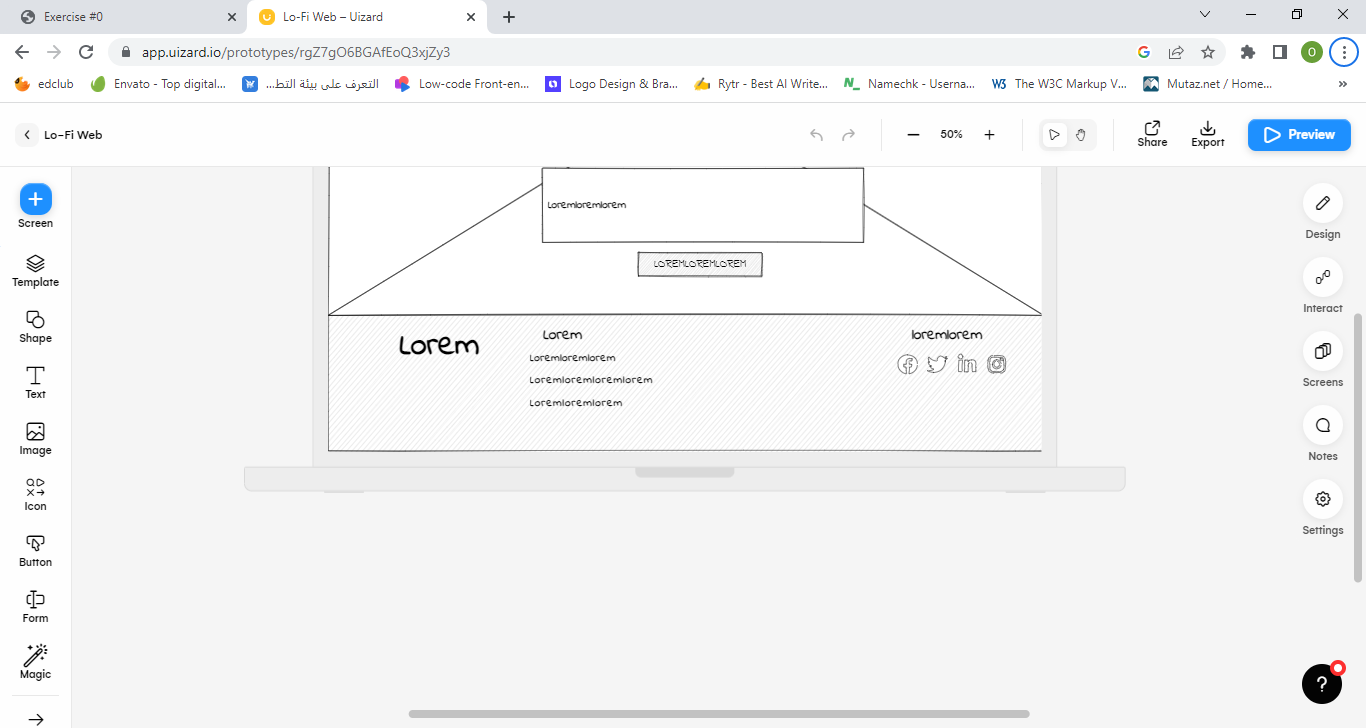 Exercise #0
Lo-Fi Web – Uizard
app.uizard.io/prototypes/rgZ7gO6BGAfEoQ3xjZy3
O
edclub
Envato - Top digital...
التعرف على بيئة التط...
Low-code Front-en...
Logo Design & Bra...
Rytr - Best AI Write...
Namechk - Userna...
The W3C Markup V...
Mutaz.net / Home...
»
Lo-Fi Web
50%
Share
Export
Preview
Screen
Template
Shape
Text
Image
Icon
Button
Form
Magic
Loremloremlorem
LOREMLOREMLOREM
Lorem
Lorem
Loremloremlorem
Loremloremloremlorem
Loremloremlorem
loremlorem
Design
Interact
Screens
Notes
Settings
?